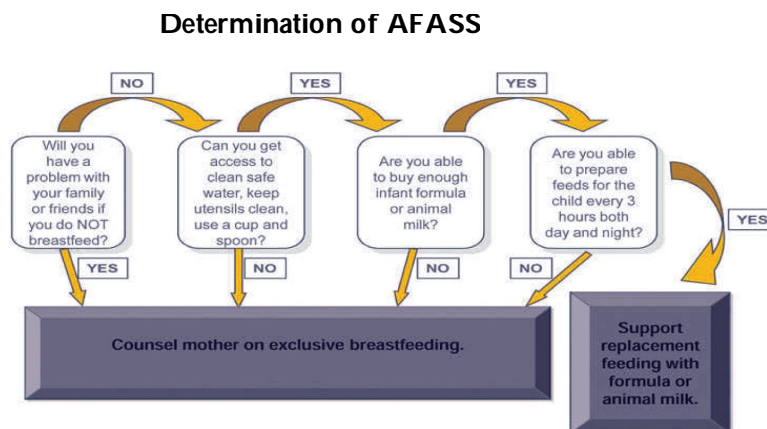 Determination of AFASS
NO
YES
YES
Will you
have a
problem with
your family
or friends if
you do NOT
breastfeed?
Can you get
access to
clean safe
water, keep
utensils clean,
use a cup and
spoon?
Are you able
to buy enough
infant formula
or animal
milk?
Are you able
to prepare
feeds for the
child every 3
hours both
day and night?
YES
YES
NO
NO
NO
Counsel mother on exclusive breastfeeding.
Support
replacement
feeding with
formula or
animal milk.